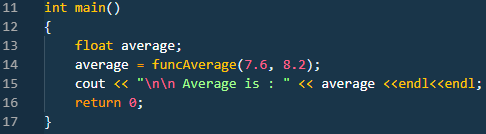 11 int main()
12 {
13 float average;
14 average = funcAverage(7.6, 8.2);
15 cout << "\n\n Average is : " << average <<endl<<endl;
16 return 0;
17 }